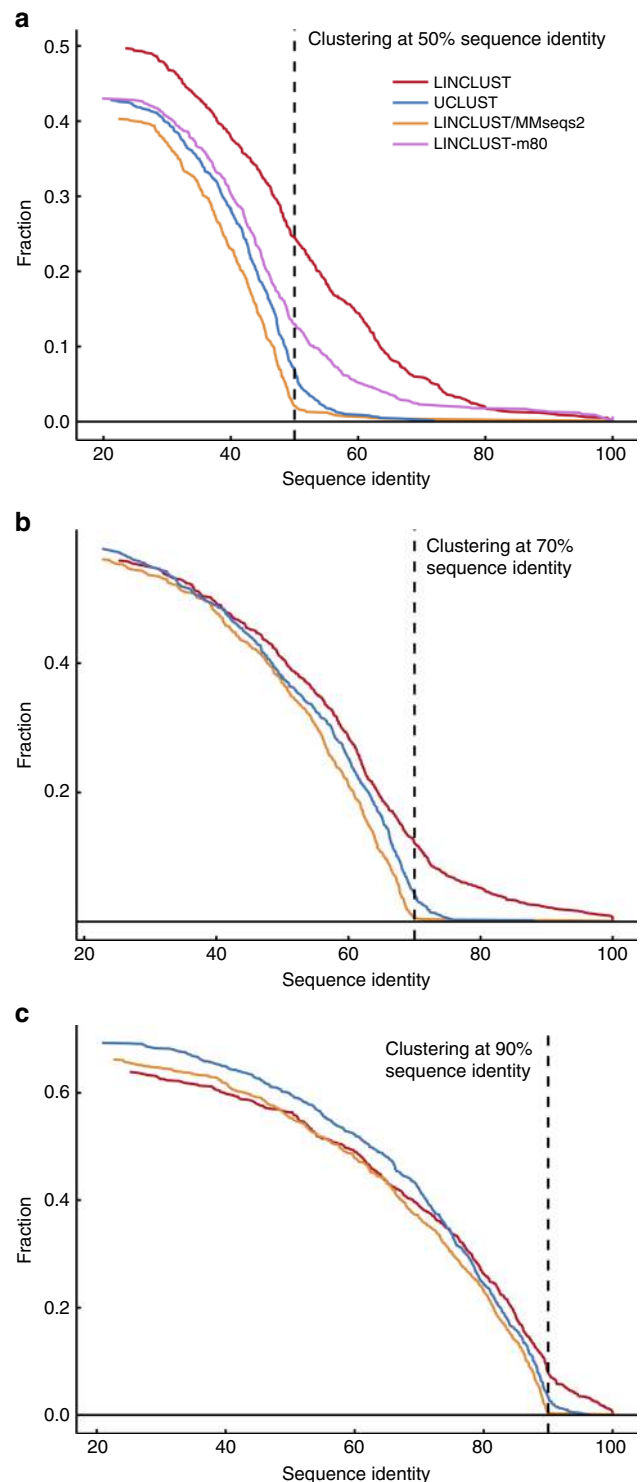 a
Clustering at 50% sequence identity
LINCLUST
UCLUST
LINCLUST/MMseqs2
LINCLUST-m80
Fraction
0.5
0.4
0.3
0.2
0.1
0.0
20 40 60 80 100
Sequence identity
b
Clustering at 70%
sequence identity
Fraction
0.4
0.2
20 40 60 80 100
Sequence identity
c
Clustering at 90%
sequence identity
Fraction
0.6
0.4
0.2
0.0
20 40 60 80 100
Sequence identity